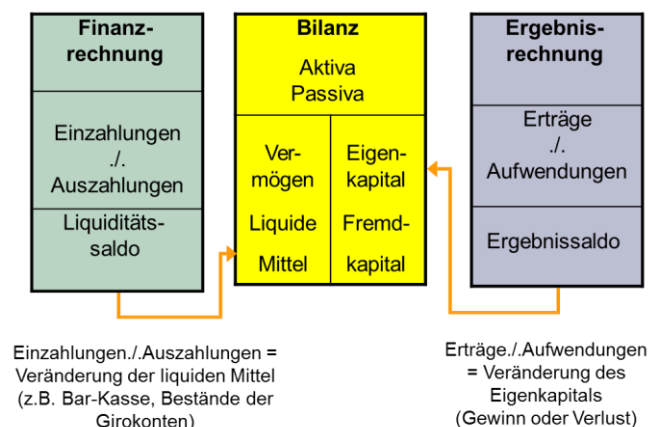 Finanz-
rechnung
Einzahlungen
./.
Auszahlungen
Liquiditäts-
saldo
Bilanz
Aktiva
Passiva
Ver-
mögen
Liquide
Mittel
Eigen-
kapital
Fremd-
kapital
Ergebnis-
rechnung
Erträge
./.
Aufwendungen
Ergebnissaldo
Einzahlungen./.Auszahlungen =
Veränderung der liquiden Mittel
(z.B. Bar-Kasse, Bestände der
Girokonten)
Erträge./.Aufwendungen
= Veränderung des
Eigenkapitals
(Gewinn oder Verlust)